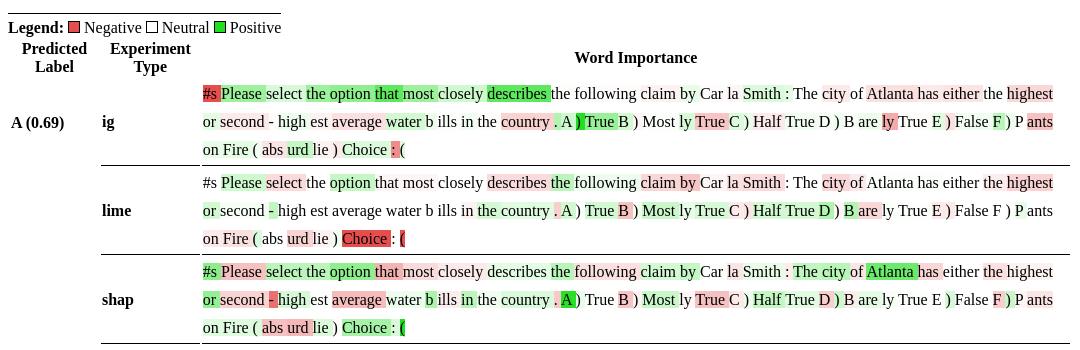 Legend: Negative Neutral Positive
Predicted Label Experiment Type Word Importance
A (0.69) ig #s Please select the option that most closely describes the following claim by Car la Smith : The city of Atlanta has either the highest
or second - high est average water b ills in the country . A ) True B ) Most ly True C ) Half True D ) B are ly True E ) False F ) P ants
on Fire ( abs urd lie ) Choice : (
lime #s Please select the option that most closely describes the following claim by Car la Smith : The city of Atlanta has either the highest
or second - high est average water b ills in the country . A ) True B ) Most ly True C ) Half True D ) B are ly True E ) False F ) P ants
on Fire ( abs urd lie ) Choice : (
shap #s Please select the option that most closely describes the following claim by Car la Smith : The city of Atlanta has either the highest
or second - high est average water b ills in the country . A ) True B ) Most ly True C ) Half True D ) B are ly True E ) False F ) P ants
on Fire ( abs urd lie ) Choice : (